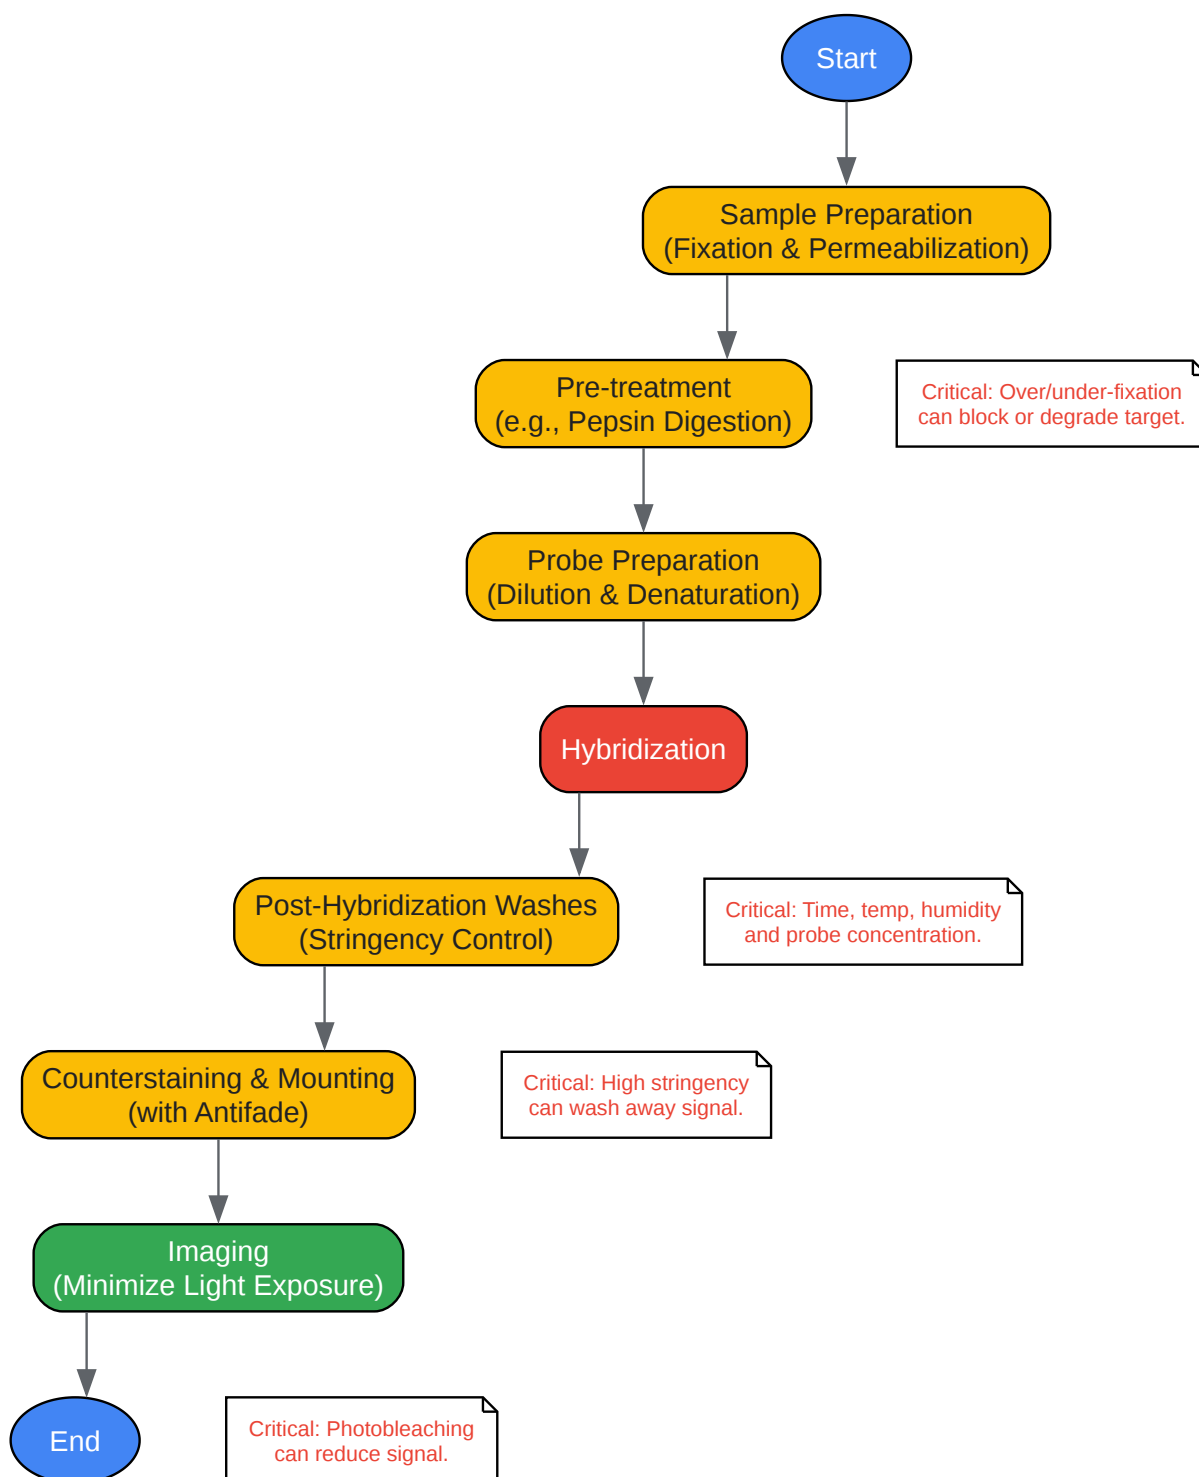 Start
Sample Preparation
(Fixation & Permeabilization)
Pre-treatment
(e.g., Pepsin Digestion)
Critical: Over/under-fixation
can block or degrade target.
Probe Preparation
(Dilution & Denaturation)
Hybridization
Post-Hybridization Washes
(Stringency Control)
Critical: Time, temp, humidity
and probe concentration.
Counterstaining & Mounting
(with Antifade)
Critical: High stringency
can wash away signal.
Imaging
(Minimize Light Exposure)
End
Critical: Photobleaching
can reduce signal.